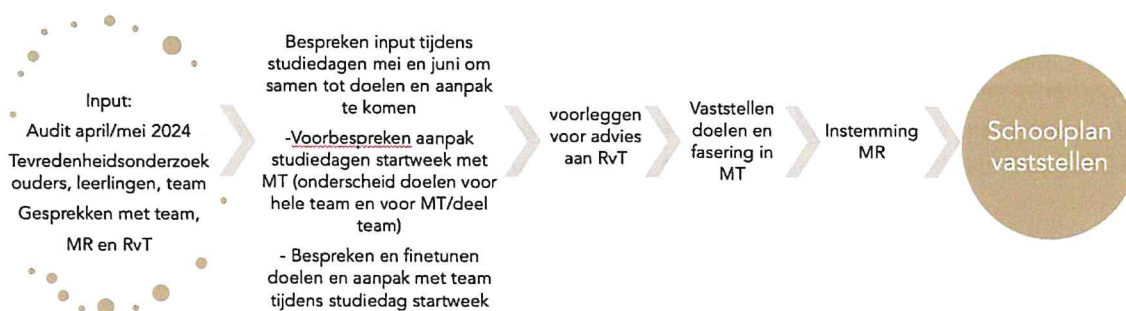 Input:
Audit april/mei 2024
Tevredenheidsonderzoek
ouders, leerlingen, team
Gesprekken met team,
MR en RvT
Bespreken input tijdens
studiedagen mei en juni om
samen tot doelen en aanpak
te komen
-Voorbespreken aanpak
studiedagen startweek met
MT (onderscheid doelen voor
hele team en voor MT/deel
team)
- Bespreken en finetunen
doelen en aanpak met team
tijdens studiedag startweek
voorleggen
voor advies
aan RvT
Vaststellen
doelen en
fasering in
MT
Instemming
MR
Schoolplan
vaststellen